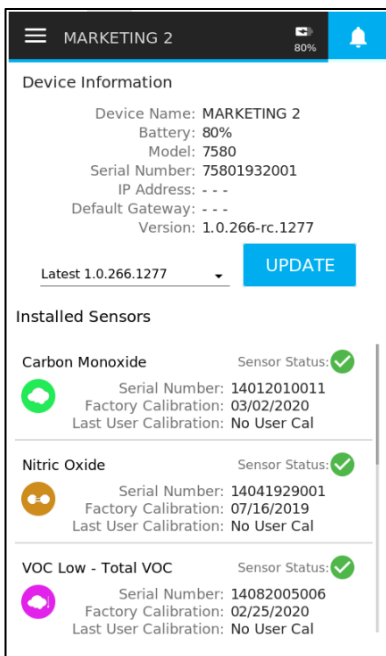 MARKETING 2
80%
Device Information
Device Name: MARKETING 2
Battery: 80%
Model: 7580
Serial Number: 75801932001
IP Address: - - -
Default Gateway: - - -
Version: 1.0.266-rc.1277
Latest 1.0.266.1277
UPDATE
Installed Sensors
Carbon Monoxide Sensor Status:
Serial Number: 14012010011
Factory Calibration: 03/02/2020
Last User Calibration: No User Cal
Nitric Oxide Sensor Status:
Serial Number: 14041929001
Factory Calibration: 07/16/2019
Last User Calibration: No User Cal
VOC Low - Total VOC Sensor Status:
Serial Number: 14082005006
Factory Calibration: 02/25/2020
Last User Calibration: No User Cal